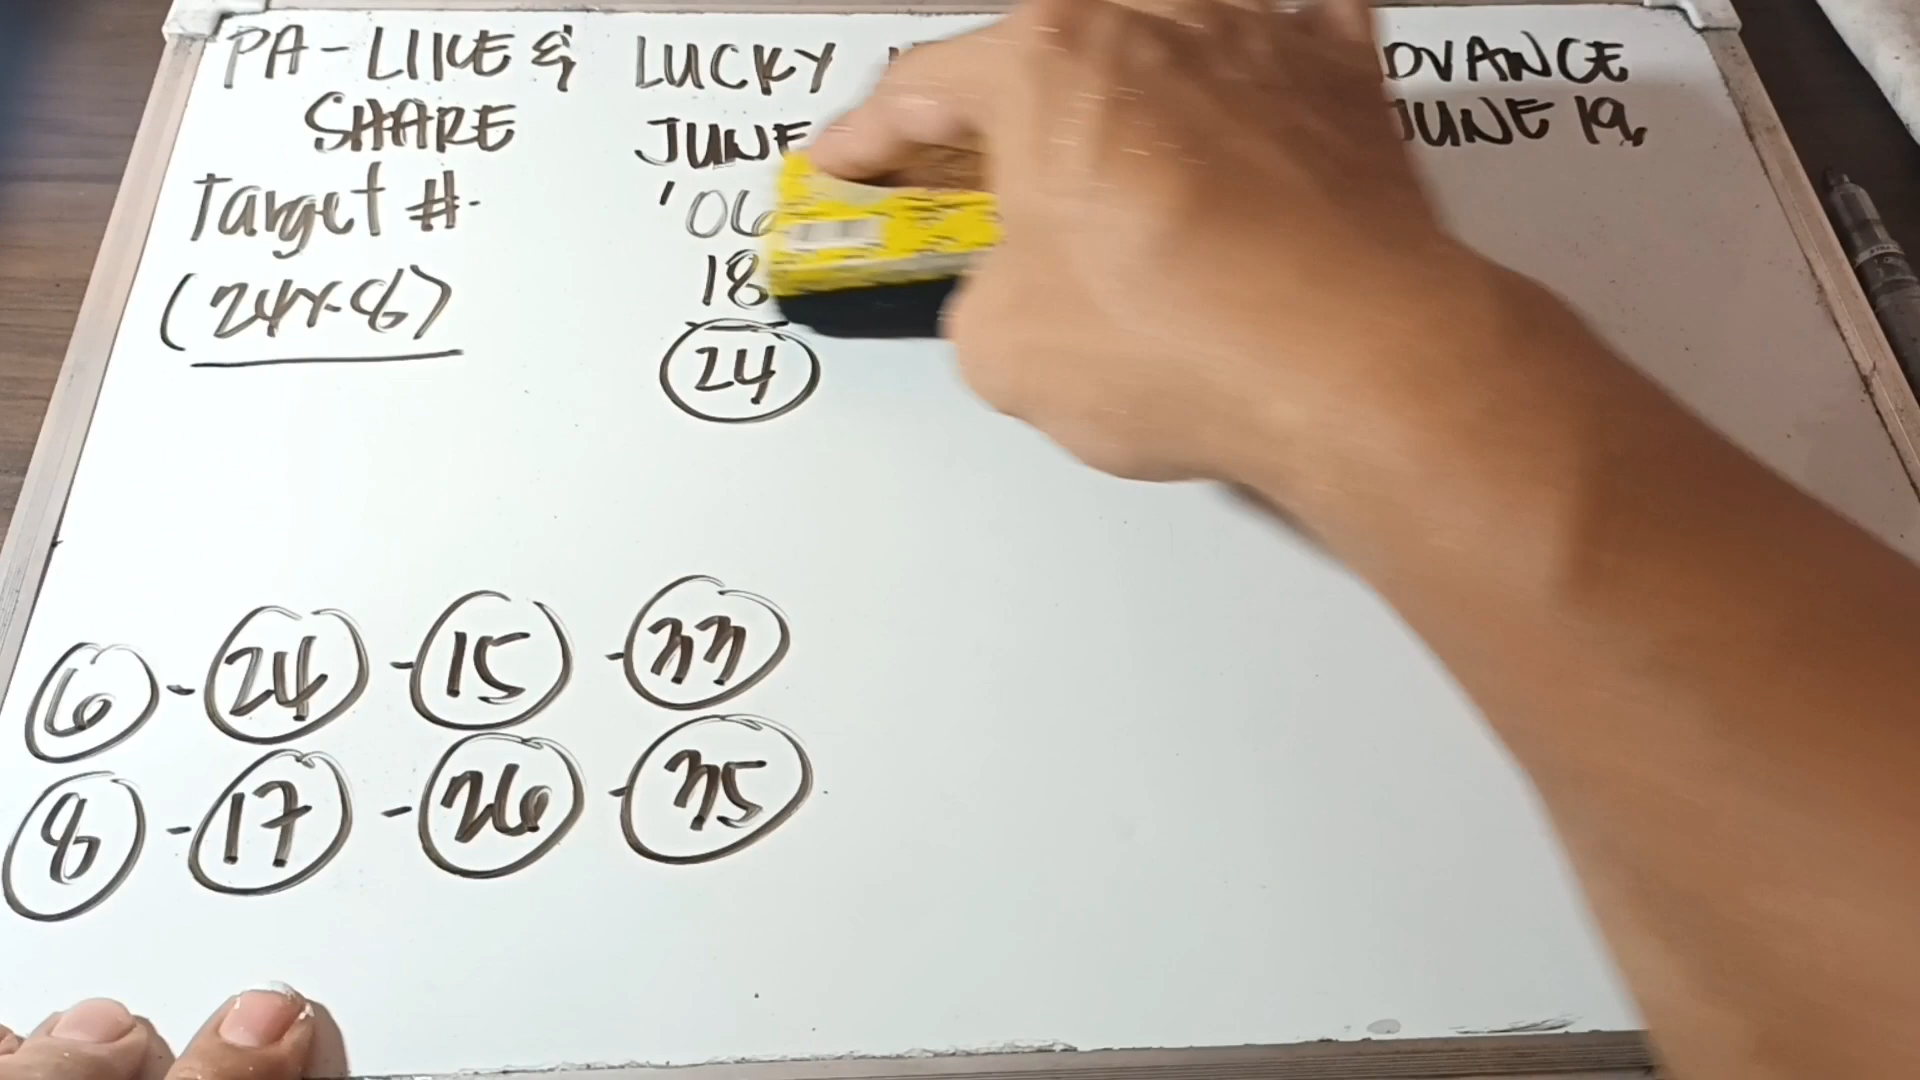 PA-LIKE & LUCKY
SHARE JUNE JUNE 19,
Target #. '06
(24X-8) 18
24
6 - 24 - 15 - 33
8 - 17 - 26 - 35